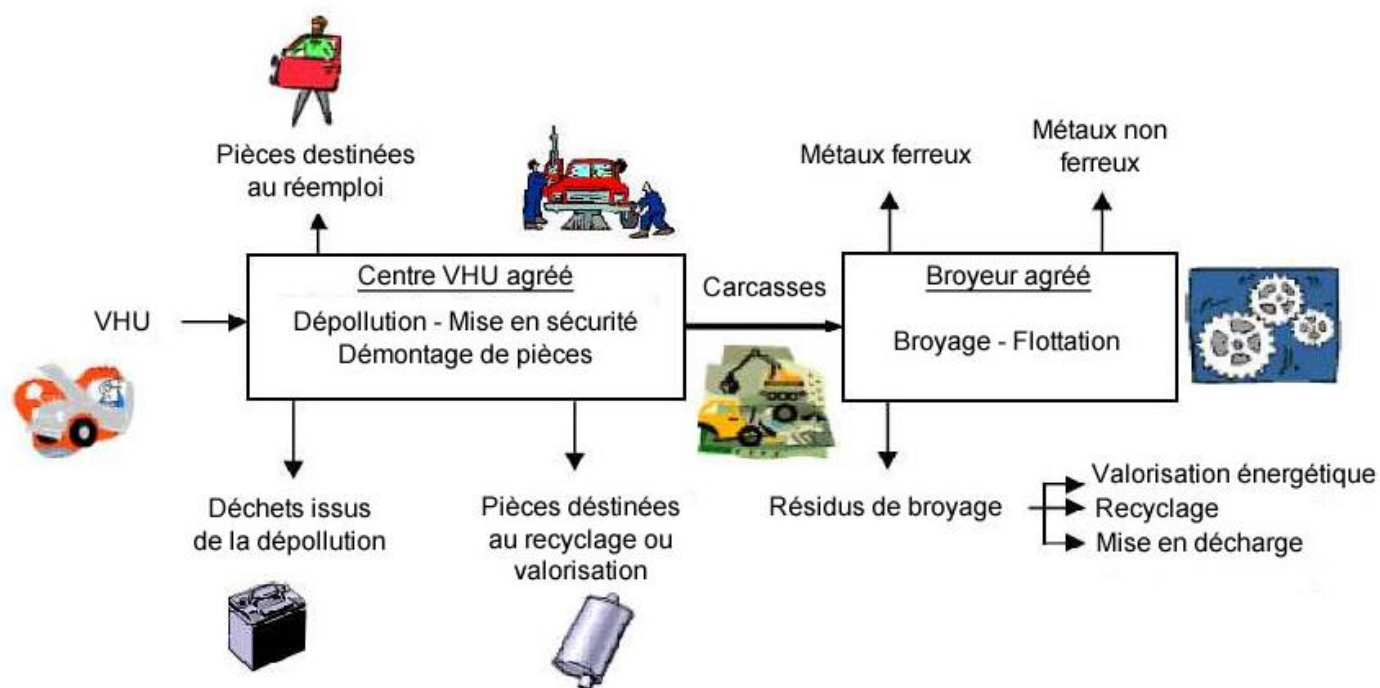 Pièces destinées
au réemploi
Métaux ferreux
Métaux non
ferreux
VHU
Centre VHU agréé
Dépollution - Mise en sécurité
Démontage de pièces
Carcasses
Broyeur agréé
Broyage - Flottation
Déchets issus
de la dépollution
Pièces déstinées
au recyclage ou
valorisation
Résidus de broyage
Valorisation énergétique
Recyclage
Mise en décharge